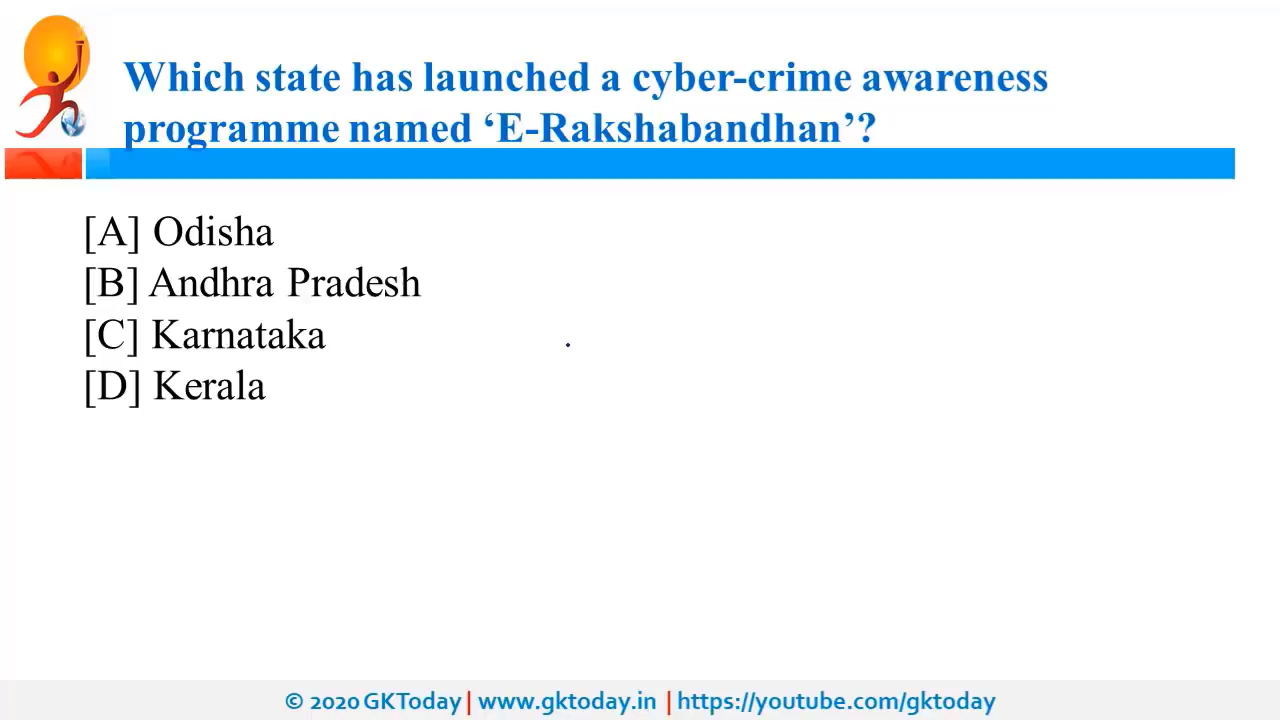 Which state has launched a cyber-crime awareness
programme named ‘E-Rakshabandhan’?
[A] Odisha
[B] Andhra Pradesh
[C] Karnataka
[D] Kerala
© 2020 GKToday | www.gktoday.in | https://youtube.com/gktoday